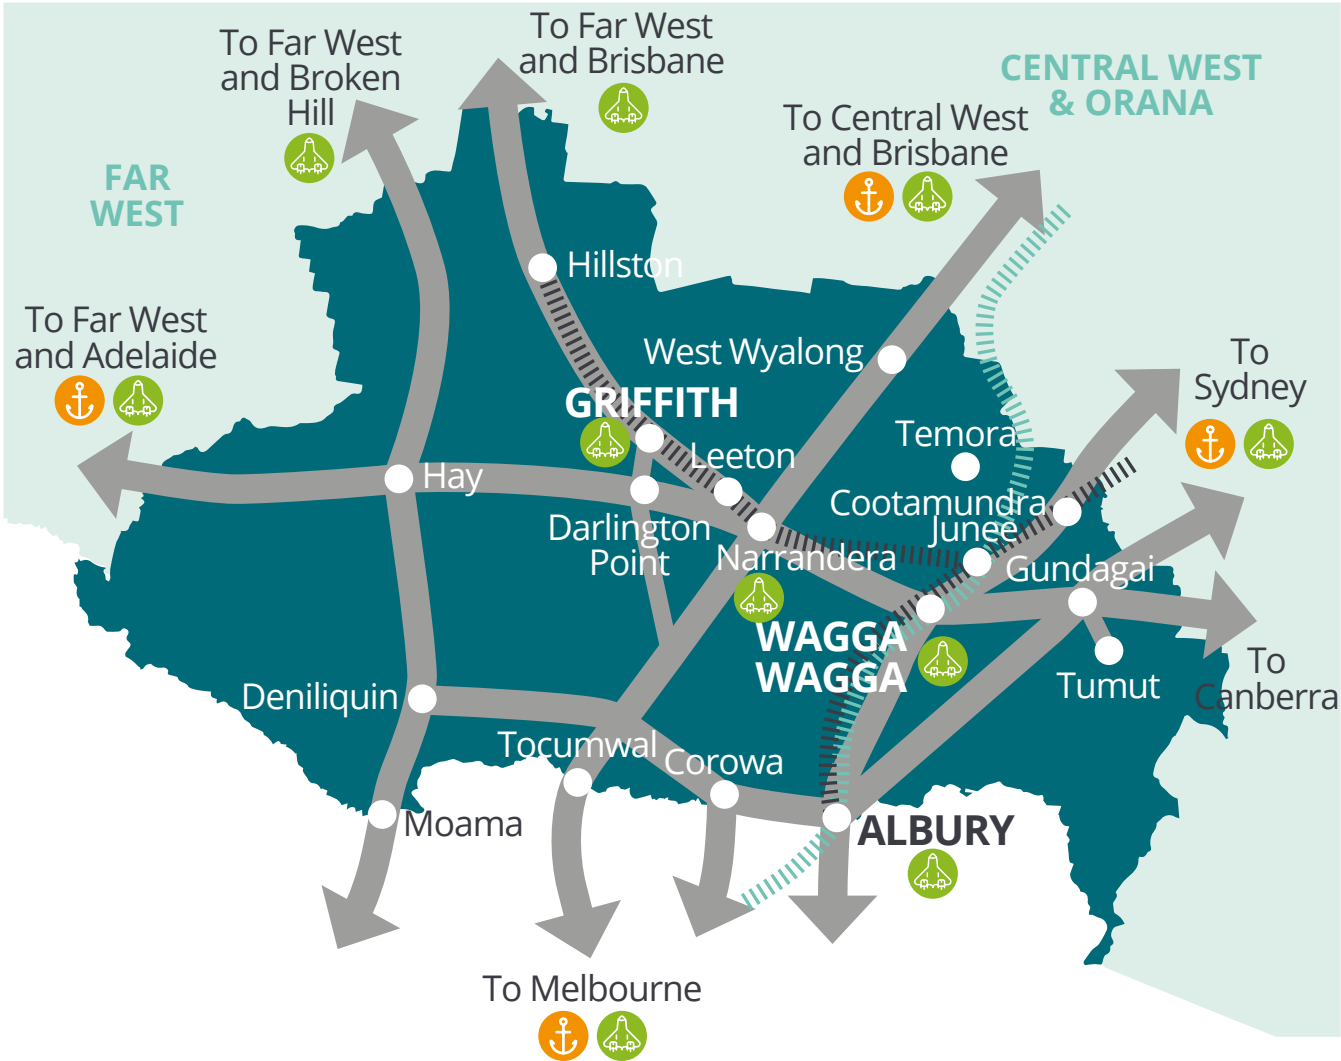 To Far West
and Broken
Hill
To Far West
and Brisbane
CENTRAL WEST
& ORANA
To Central West
and Brisbane
FAR
WEST
Hillston
To Far West
and Adelaide
West Wyalong
To
Sydney
GRIFFITH
Temora
Leeton
Hay
Cootamundra
Darlington
Point
Junee
Narrandera
Gundagai
WAGGA
WAGGA
To
Canberra
Tumut
Deniliquin
Tocumwal
Corowa
Moama
ALBURY
To Melbourne